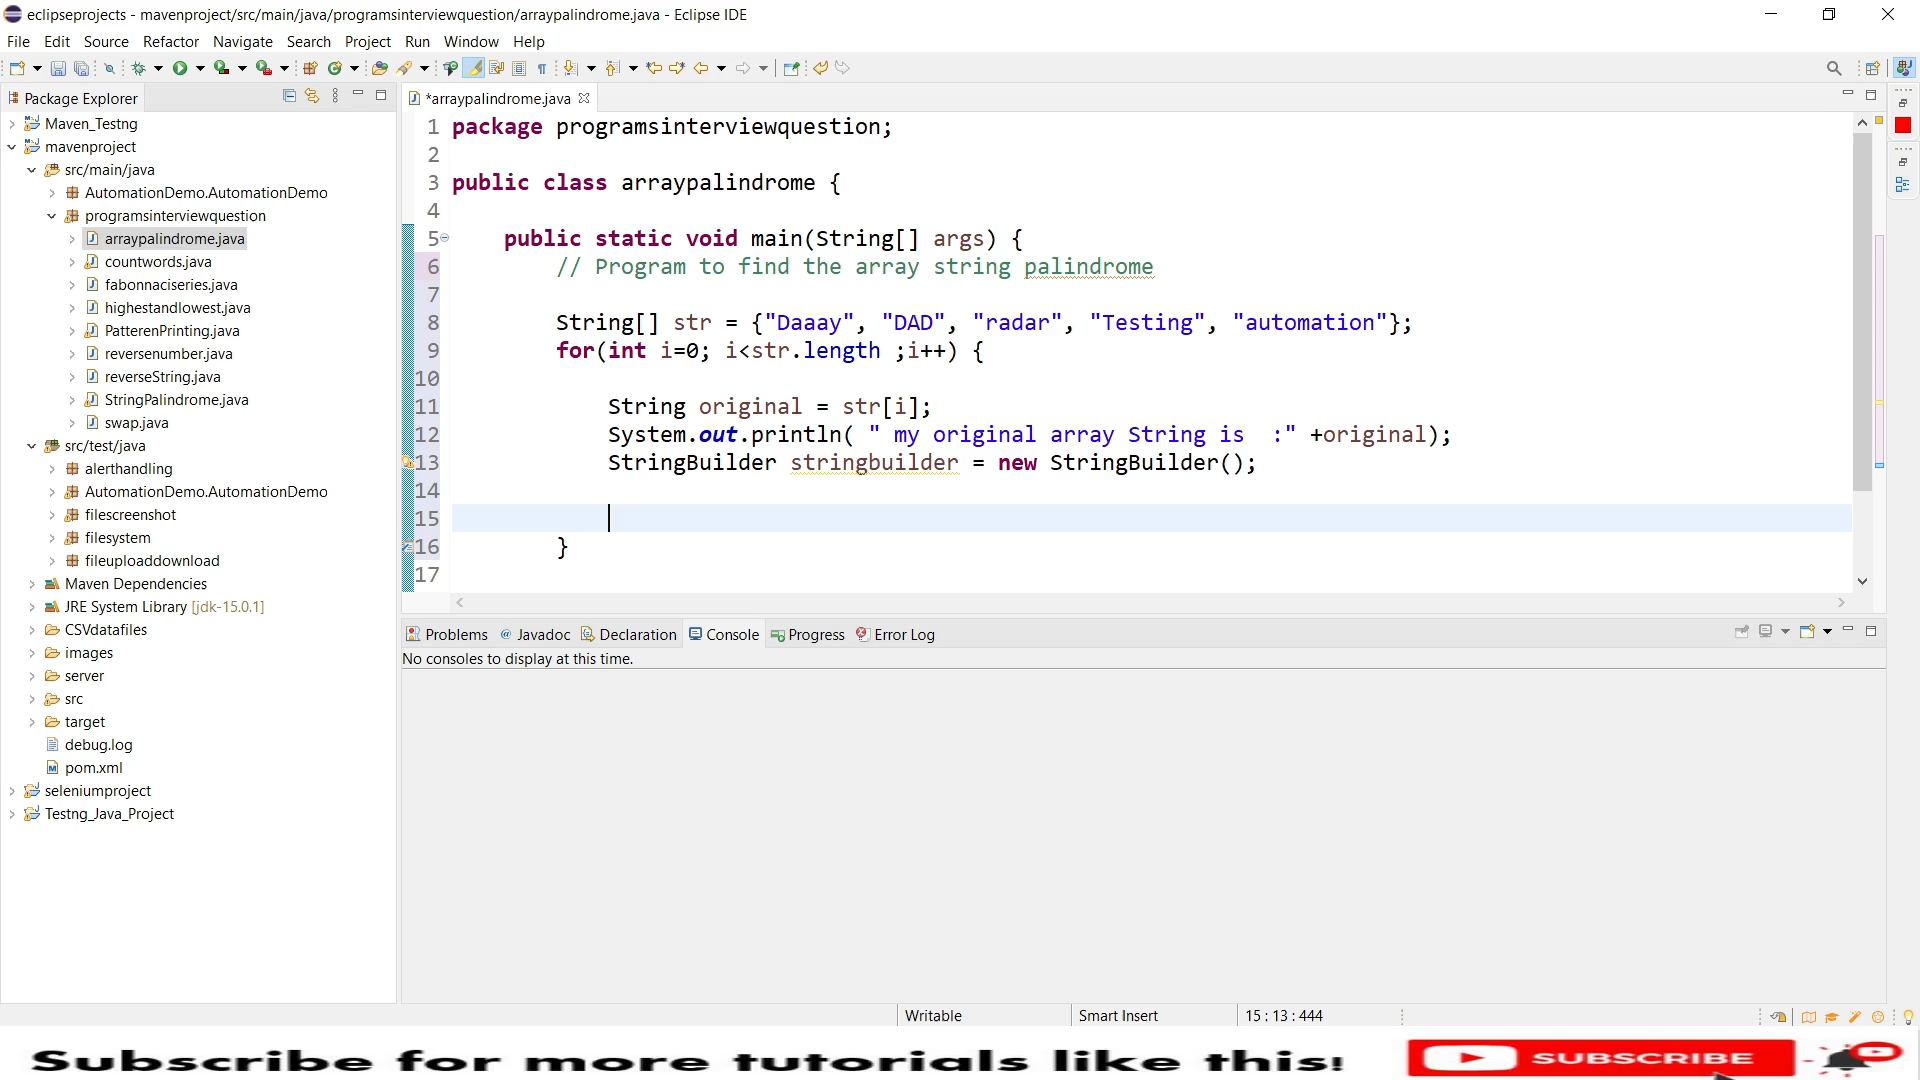 eclipseprojects - mavenproject/src/main/java/programsinterviewquestion/arraypalindrome.java - Eclipse IDE
File Edit Source Refactor Navigate Search Project Run Window Help
Package Explorer
Maven_Testng
mavenproject
src/main/java
AutomationDemo.AutomationDemo
programsinterviewquestion
arraypalindrome.java
countwords.java
fabonnaciseries.java
highestandlowest.java
PatterenPrinting.java
reversenumber.java
reverseString.java
StringPalindrome.java
swap.java
src/test/java
alerthandling
AutomationDemo.AutomationDemo
filescreenshot
filesystem
fileuploaddownload
Maven Dependencies
JRE System Library [jdk-15.0.1]
CSVdatafiles
images
server
src
target
debug.log
pom.xml
seleniumproject
Testng_Java_Project
*arraypalindrome.java
1 package programsinterviewquestion;
2
3 public class arraypalindrome {
4
5 public static void main(String[] args) {
6 // Program to find the array string palindrome
7
8 String[] str = {"Daaay", "DAD", "radar", "Testing", "automation"};
9 for(int i=0; i<str.length ;i++) {
10
11 String original = str[i];
12 System.out.println( " my original array String is  :" +original);
13 StringBuilder stringbuilder = new StringBuilder();
14
15
16 }
17
Problems Javadoc Declaration Console Progress Error Log
No consoles to display at this time.
Writable Smart Insert 15 : 13 : 444
Subscribe for more tutorials like this! SUBSCRIBE